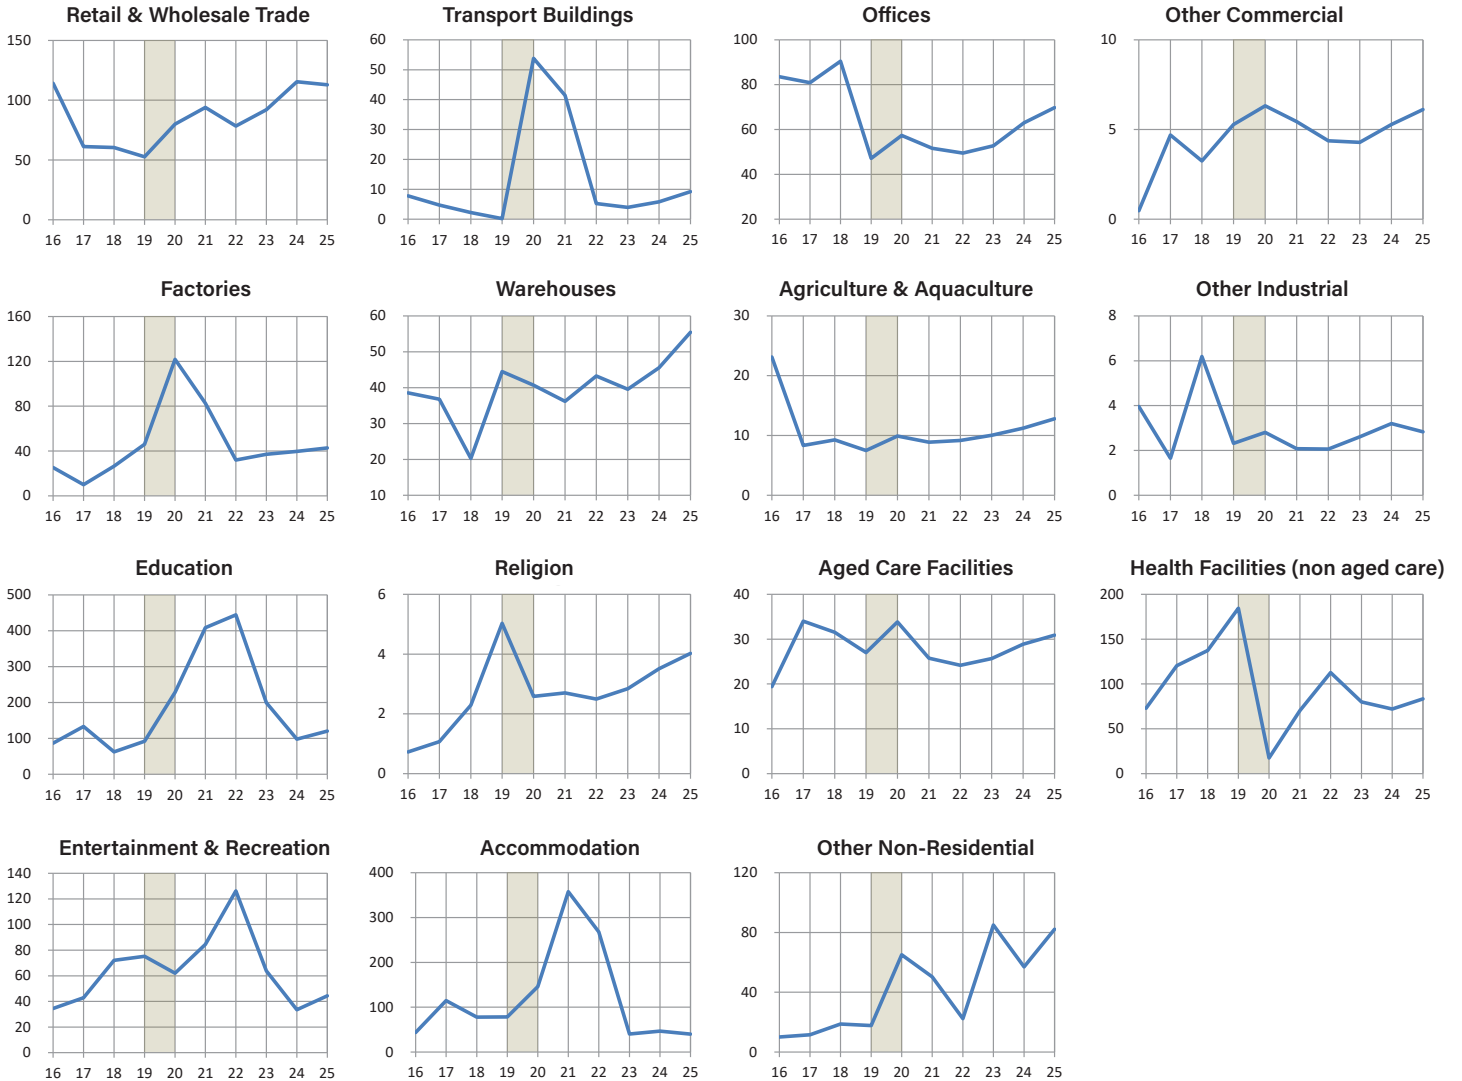 Retail & Wholesale Trade
150
100
50
0
16 17 18 19 20 21 22 23 24 25
Transport Buildings
60
50
40
30
20
10
0
16 17 18 19 20 21 22 23 24 25
Offices
100
80
60
40
20
16 17 18 19 20 21 22 23 24 25
Other Commercial
10
5
0
16 17 18 19 20 21 22 23 24 25
Factories
160
120
80
40
0
16 17 18 19 20 21 22 23 24 25
Warehouses
60
50
40
30
20
10
16 17 18 19 20 21 22 23 24 25
Agriculture & Aquaculture
30
20
10
0
16 17 18 19 20 21 22 23 24 25
Other Industrial
8
6
4
2
0
16 17 18 19 20 21 22 23 24 25
Education
500
400
300
200
100
0
16 17 18 19 20 21 22 23 24 25
Religion
6
4
2
0
16 17 18 19 20 21 22 23 24 25
Aged Care Facilities
40
30
20
10
0
16 17 18 19 20 21 22 23 24 25
Health Facilities (non aged care)
200
150
100
50
0
16 17 18 19 20 21 22 23 24 25
Entertainment & Recreation
140
120
100
80
60
40
20
0
16 17 18 19 20 21 22 23 24 25
Accommodation
400
300
200
100
0
16 17 18 19 20 21 22 23 24 25
Other Non-Residential
120
80
40
0
16 17 18 19 20 21 22 23 24 25